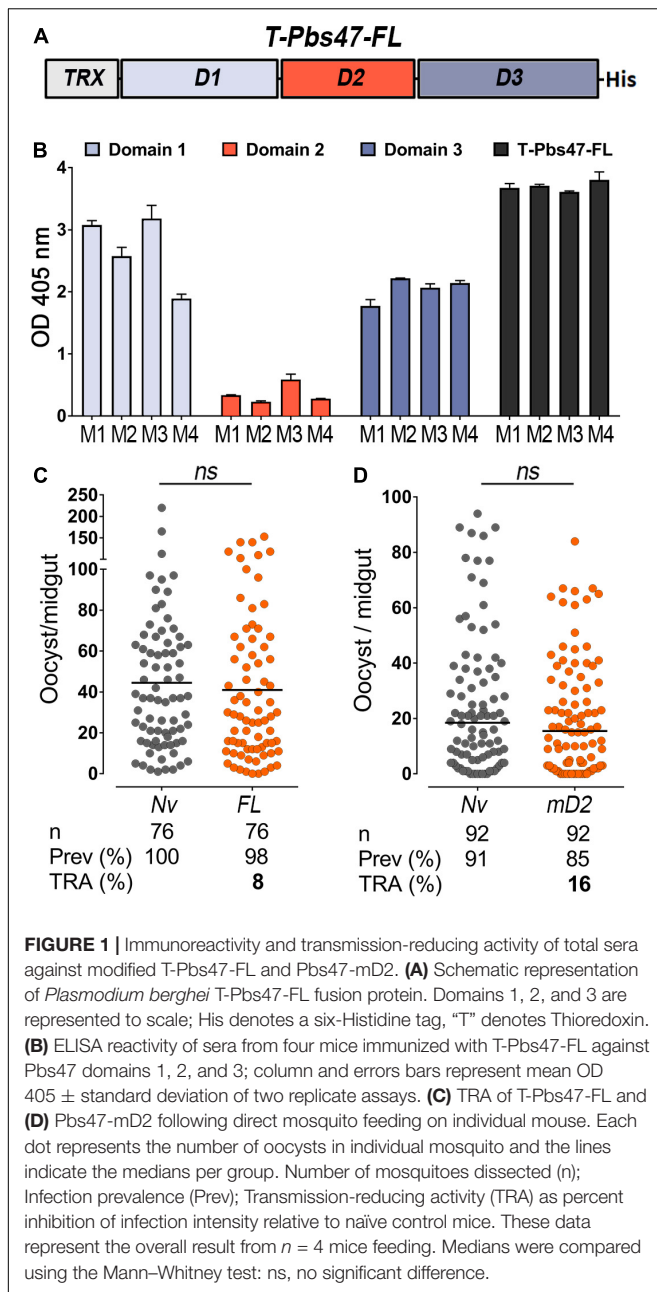 A
T-Pbs47-FL
TRX D1 D2 D3 His
B
Domain 1 Domain 2 Domain 3 T-Pbs47-FL
4
3
2
1
0
OD 405 nm
M1 M2 M3 M4 M1 M2 M3 M4 M1 M2 M3 M4 M1 M2 M3 M4
C
ns
250
200
150
100
50
100
80
60
40
20
0
Oocyst/midgut
Nv FL
n 76 76
Prev (%) 100 98
TRA (%) 8
D
ns
100
80
60
40
20
0
Oocyst / midgut
Nv mD2
n 92 92
Prev (%) 91 85
TRA (%) 16
FIGURE 1 | Immunoreactivity and transmission-reducing activity of total sera
against modified T-Pbs47-FL and Pbs47-mD2. (A) Schematic representation
of Plasmodium berghei T-Pbs47-FL fusion protein. Domains 1, 2, and 3 are
represented to scale; His denotes a six-Histidine tag, “T” denotes Thioredoxin.
(B) ELISA reactivity of sera from four mice immunized with T-Pbs47-FL against
Pbs47 domains 1, 2, and 3; column and errors bars represent mean OD
405 ± standard deviation of two replicate assays. (C) TRA of T-Pbs47-FL and
(D) Pbs47-mD2 following direct mosquito feeding on individual mouse. Each
dot represents the number of oocysts in individual mosquito and the lines
indicate the medians per group. Number of mosquitoes dissected (n);
Infection prevalence (Prev); Transmission-reducing activity (TRA) as percent
inhibition of infection intensity relative to naïve control mice. These data
represent the overall result from n = 4 mice feeding. Medians were compared
using the Mann–Whitney test: ns, no significant difference.